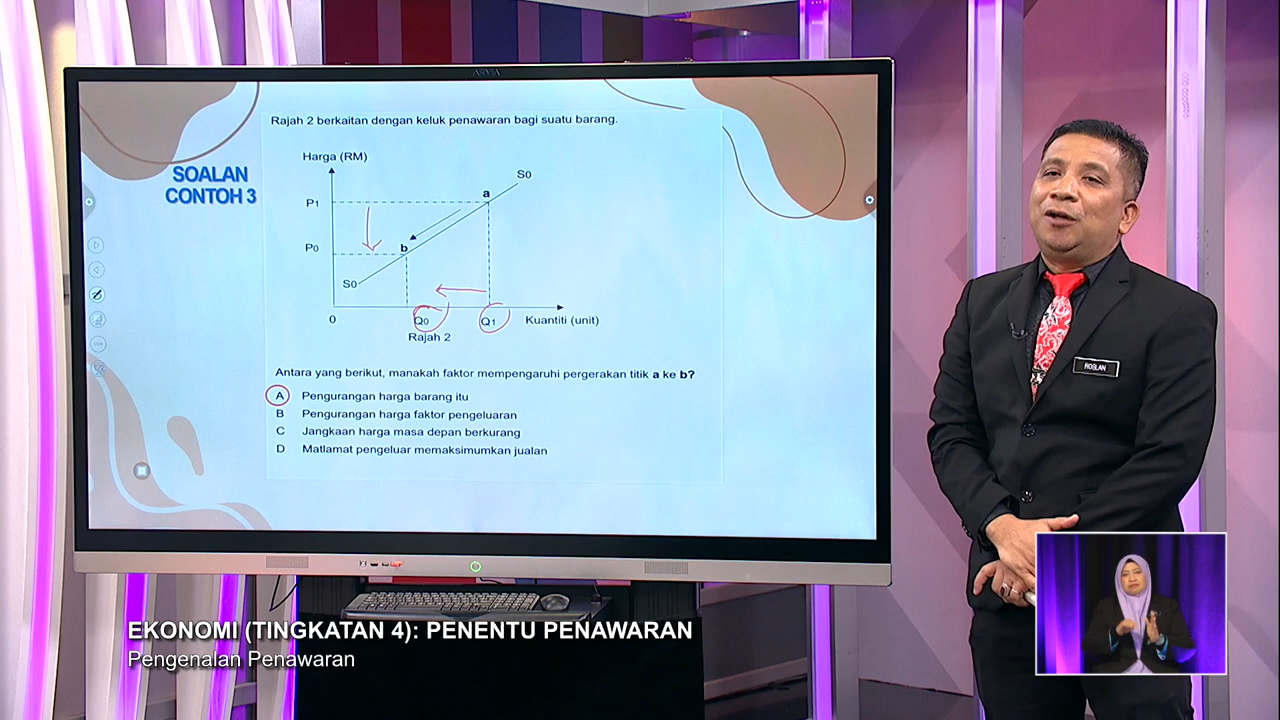 ARVIA
Rajah 2 berkaitan dengan keluk penawaran bagi suatu barang.
SOALAN
CONTOH 3
Harga (RM)
S0
a
P1
P0
b
S0
0
Q0
Q1
Kuantiti (unit)
Rajah 2
Antara yang berikut, manakah faktor mempengaruhi pergerakan titik a ke b?
A Pengurangan harga barang itu
B Pengurangan harga faktor pengeluaran
C Jangkaan harga masa depan berkurang
D Matlamat pengeluar memaksimumkan jualan
ROSLAN
EKONOMI (TINGKATAN 4): PENENTU PENAWARAN
Pengenalan Penawaran